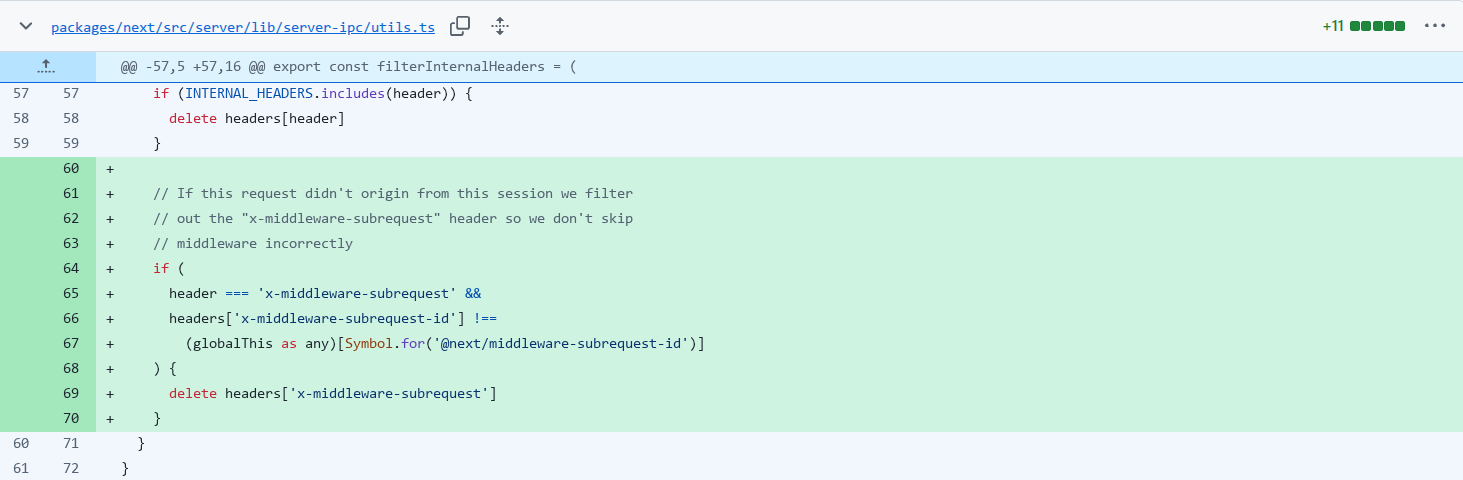 packages/next/src/server/lib/server-ipc/utils.ts +11
@@ -57,5 +57,16 @@ export const filterInternalHeaders = (
57 57 if (INTERNAL_HEADERS.includes(header)) {
58 58 delete headers[header]
59 59 }
60 +
61 + // If this request didn't origin from this session we filter
62 + // out the "x-middleware-subrequest" header so we don't skip
63 + // middleware incorrectly
64 + if (
65 + header === 'x-middleware-subrequest' &&
66 + headers['x-middleware-subrequest-id'] !==
67 + (globalThis as any)[Symbol.for('@next/middleware-subrequest-id')]
68 + ) {
69 + delete headers['x-middleware-subrequest']
70 + }
60 71 }
61 72 }